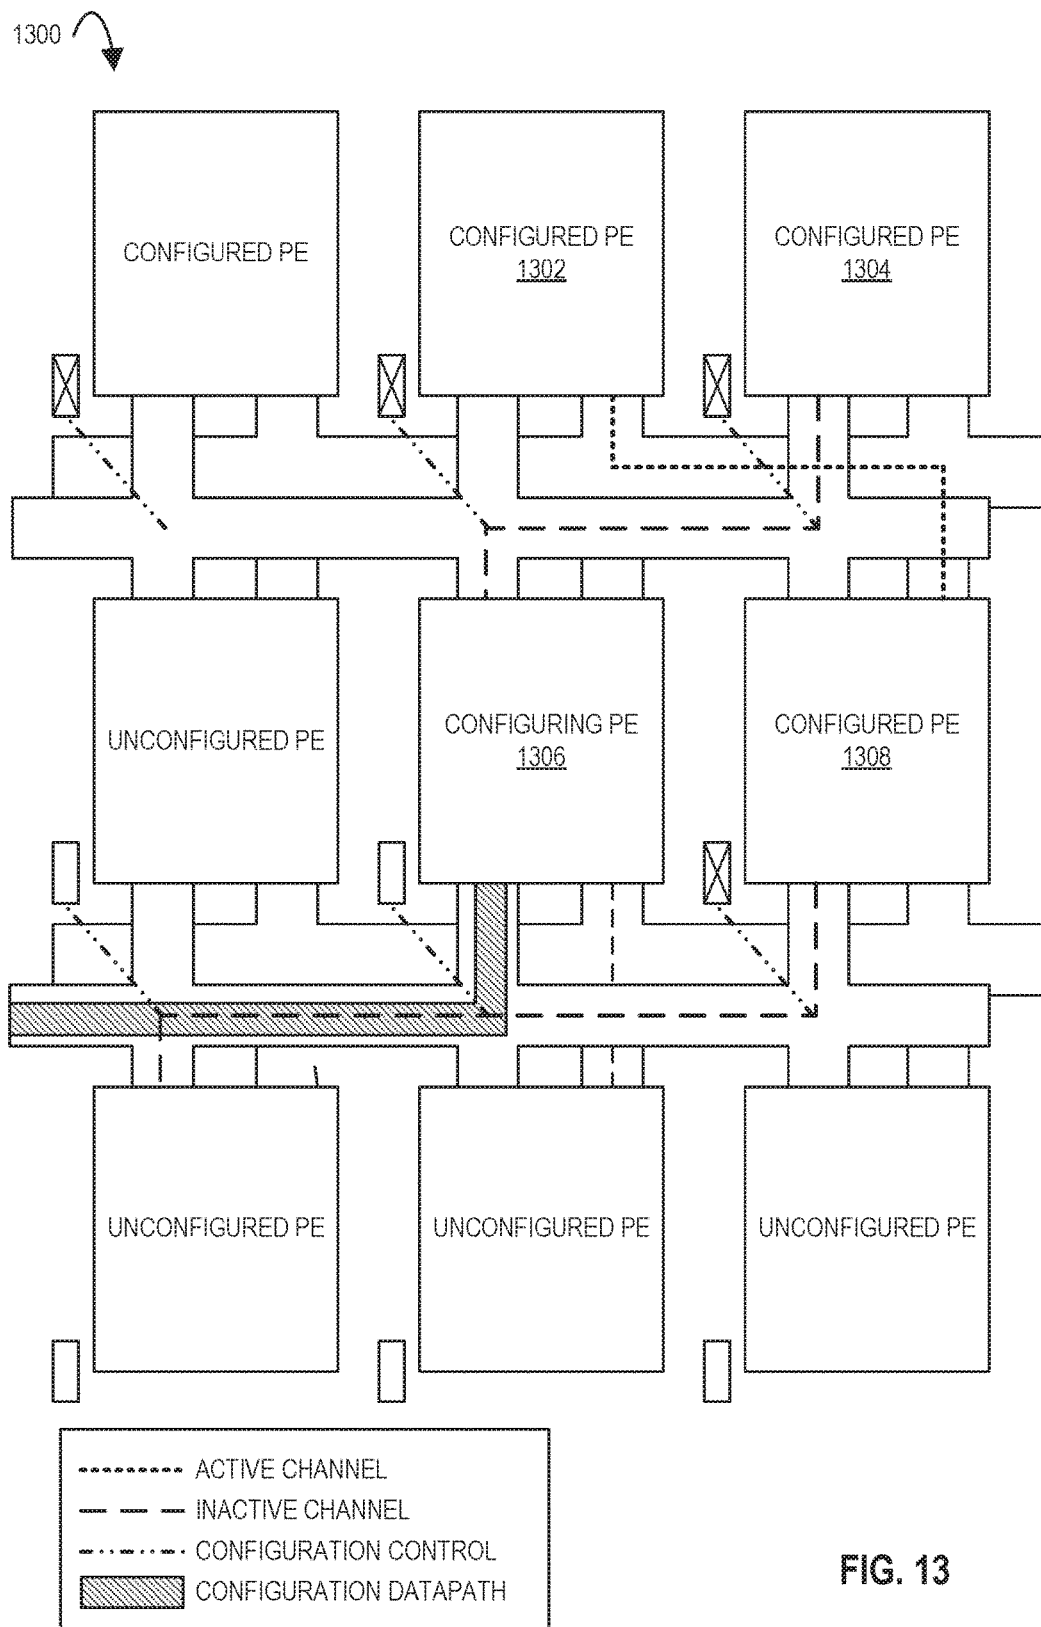 1300
CONFIGURED PE
CONFIGURED PE
1302
CONFIGURED PE
1304
UNCONFIGURED PE
CONFIGURING PE
1306
CONFIGURED PE
1308
UNCONFIGURED PE
UNCONFIGURED PE
UNCONFIGURED PE
ACTIVE CHANNEL
INACTIVE CHANNEL
CONFIGURATION CONTROL
CONFIGURATION DATAPATH
FIG. 13